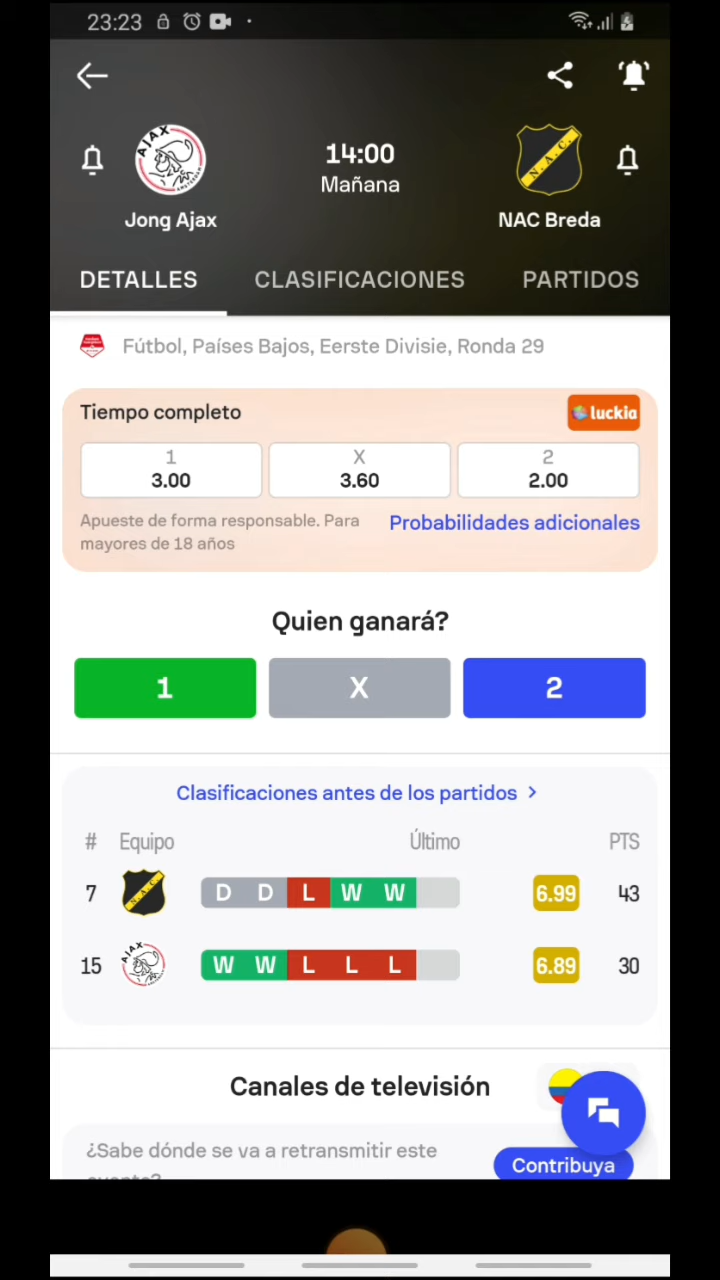 23:23
AJAX
N.A.C.
14:00
Mañana
Jong Ajax
NAC Breda
DETALLES
CLASIFICACIONES
PARTIDOS
Fútbol, Países Bajos, Eerste Divisie, Ronda 29
Tiempo completo
luckia
1
X
2
3.00
3.60
2.00
Apueste de forma responsable. Para
mayores de 18 años
Probabilidades adicionales
Quien ganará?
1
X
2
Clasificaciones antes de los partidos >
# Equipo Último PTS
7 D D L W W 6.99 43
15 W W L L L 6.89 30
Canales de televisión
¿Sabe dónde se va a retransmitir este
Contribuya